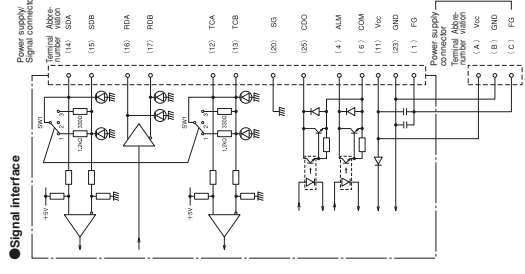 ●Signal interface
Power supply/
Signal connector
Terminal Abbre-
number viation
(14) SDA
(15) SDB
(16) RDA
(17) RDB
(12) TCA
(13) TCB
(20) SG
(25) CDO
(4) ALM
(6) COM
(11) Vcc
(23) GND
(1) FG
Power supply
connector
Terminal Abbre-
number viation
(A) Vcc
(B) GND
(C) FG
SW1
1 2 3
1.2kΩ
330Ω
+5V
SW1
1 2 3
1.2kΩ
330Ω
+5V